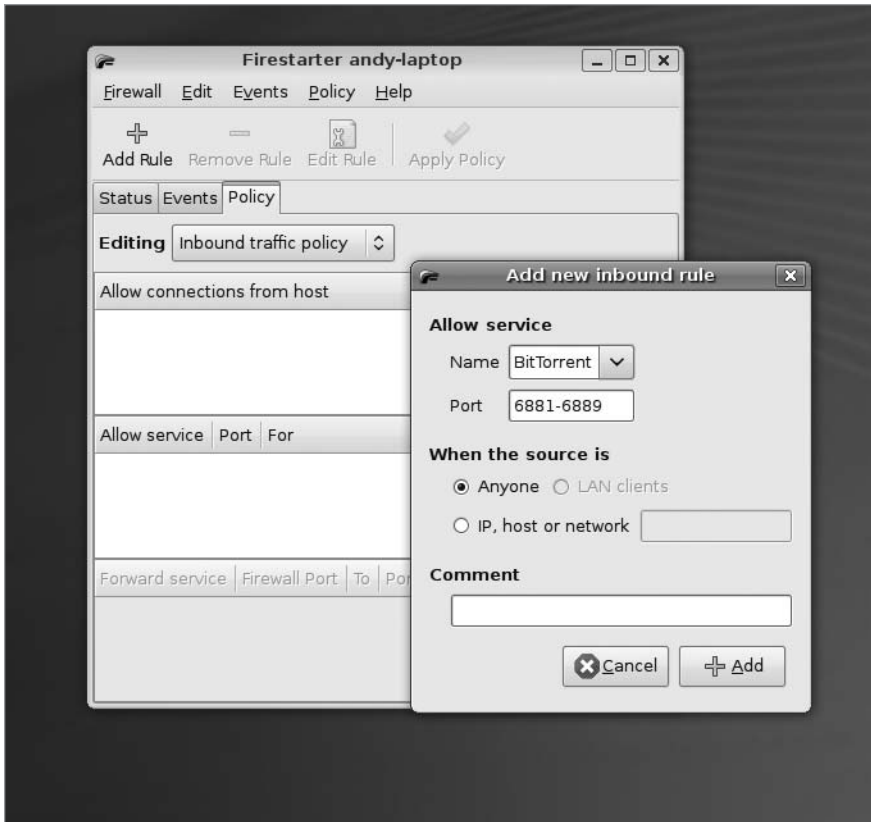 Firestarter andy-laptop
Firewall Edit Events Policy Help
Add Rule Remove Rule Edit Rule Apply Policy
Status Events Policy
Editing Inbound traffic policy
Allow connections from host
Allow service Port For
Forward service Firewall Port To Por
Add new inbound rule
Allow service
Name BitTorrent
Port 6881-6889
When the source is
Anyone LAN clients
IP, host or network
Comment
Cancel Add